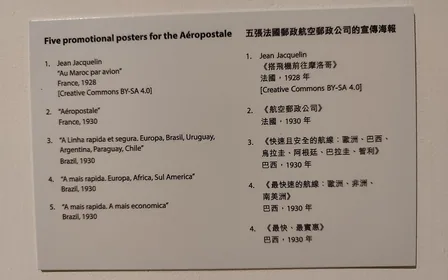 Five promotional posters for the Aéropostale
1. Jean Jacquelin
"Au Maroc par avion"
France, 1928
[Creative Commons BY-SA 4.0]
2. "Aéropostale"
France, 1930
3. "A Linha rapida et segura. Europa, Brasil, Uruguay,
Argentina, Paraguay, Chile"
Brazil, 1930
4. "A mais rapida. Europa, Africa, Sul America"
Brazil, 1930
5. "A mais rapida. A mais economica"
Brazil, 1930
五張法國郵政航空郵政公司的宣傳海報
1. Jean Jacquelin
《搭飛機前往摩洛哥》
法國，1928 年
[Creative Commons BY-SA 4.0]
2. 《航空郵政公司》
法國，1930 年
3. 《快速且安全的航線：歐洲、巴西、
烏拉圭、阿根廷、巴拉圭、智利》
巴西，1930 年
4. 《最快速的航線：歐洲、非洲、
南美洲》
巴西，1930 年
4. 《最快，最實惠》
巴西，1930 年